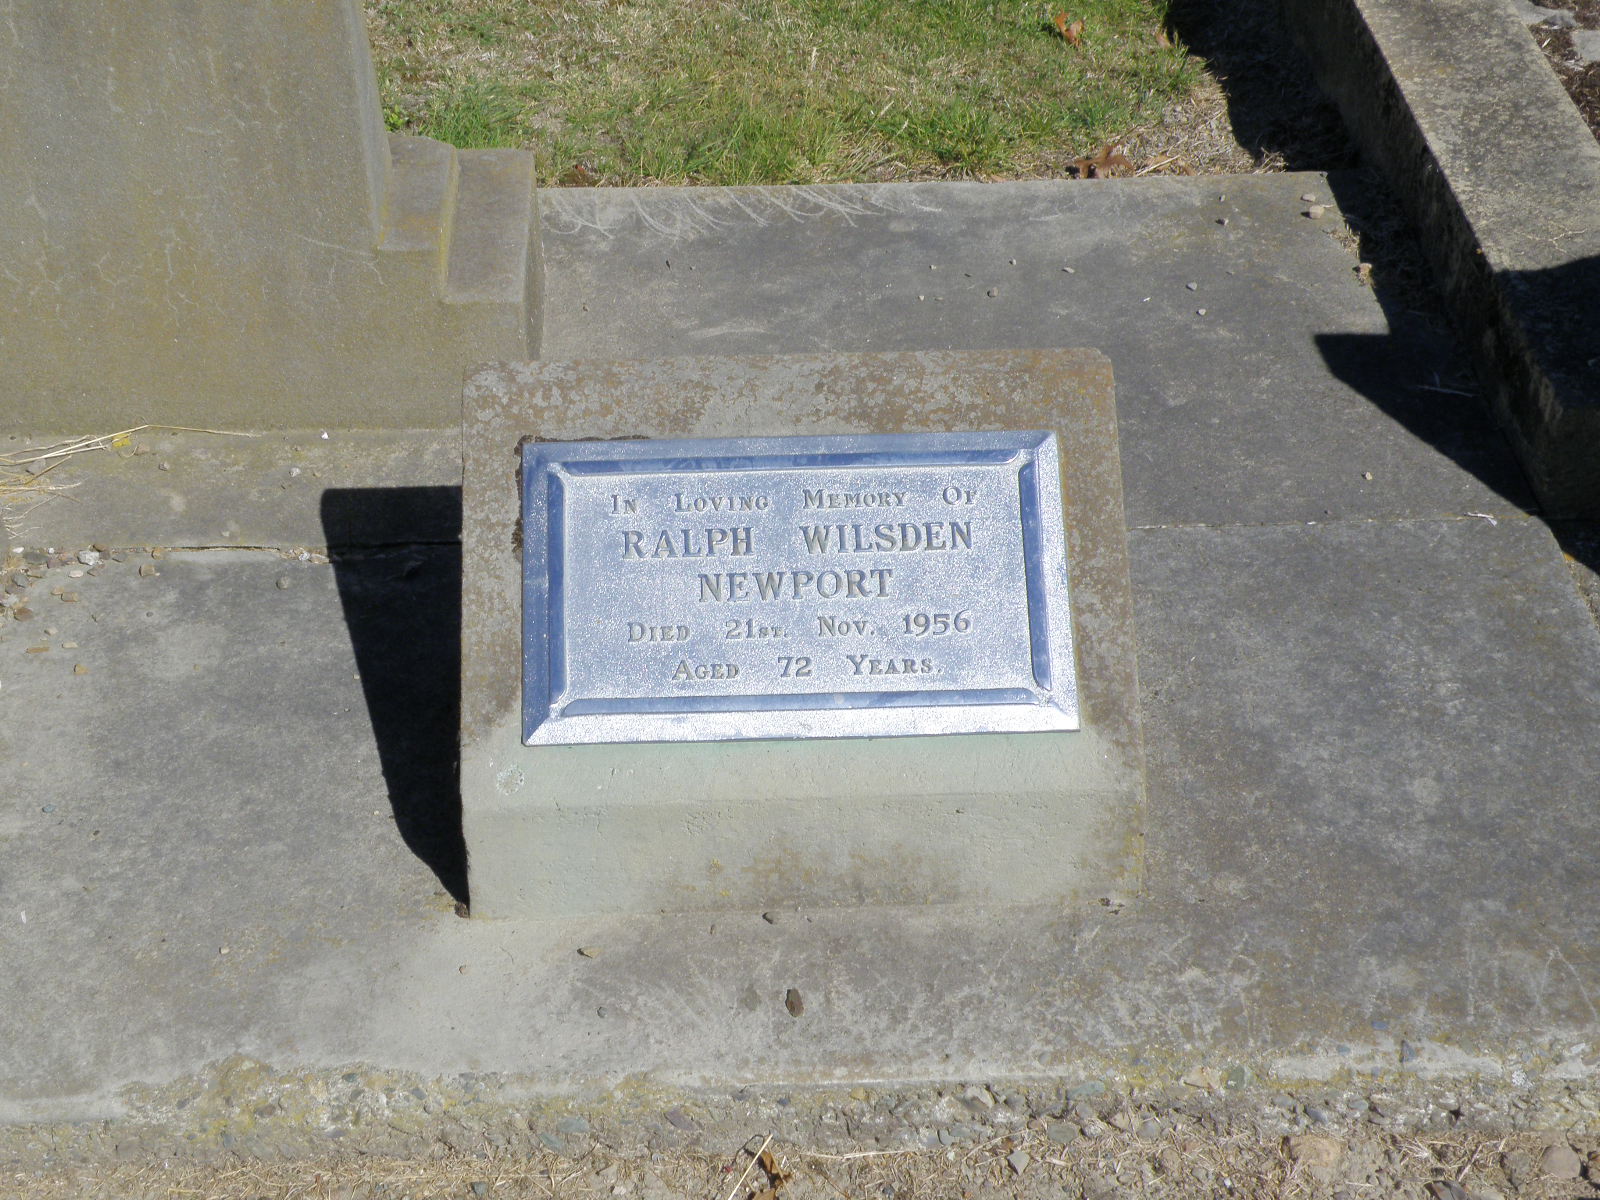 In Loving Memory Of
RALPH WILSDEN
NEWPORT
Died 21st. Nov. 1956
Aged 72 Years.